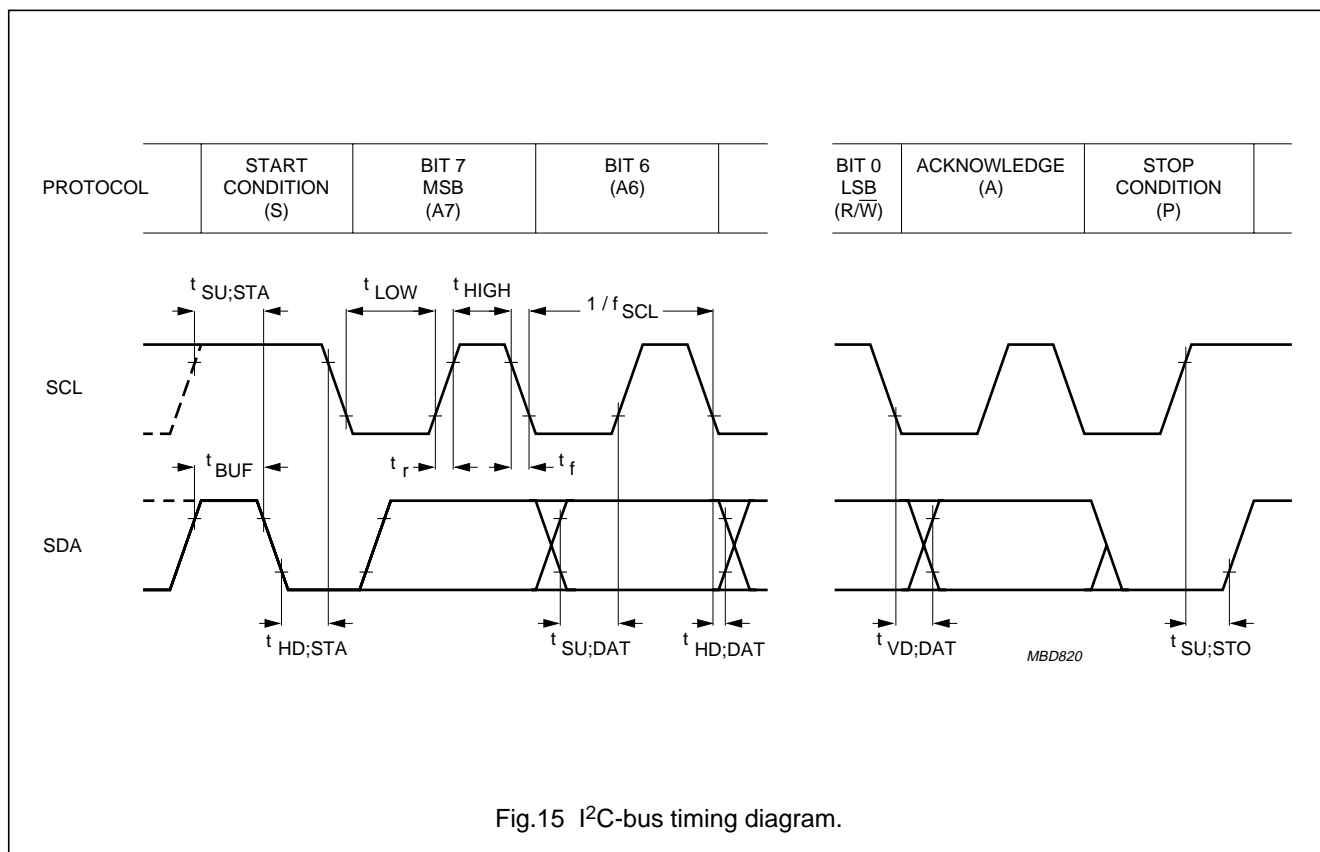 PROTOCOL
START
CONDITION
(S)
BIT 7
MSB
(A7)
BIT 6
(A6)
BIT 0
LSB
(R/W̅)
ACKNOWLEDGE
(A)
STOP
CONDITION
(P)
t SU;STA
t LOW
t HIGH
1 / f SCL
SCL
t BUF
t r
t f
SDA
t HD;STA
t SU;DAT
t HD;DAT
t VD;DAT
MBD820
t SU;STO
Fig.15 I²C-bus timing diagram.